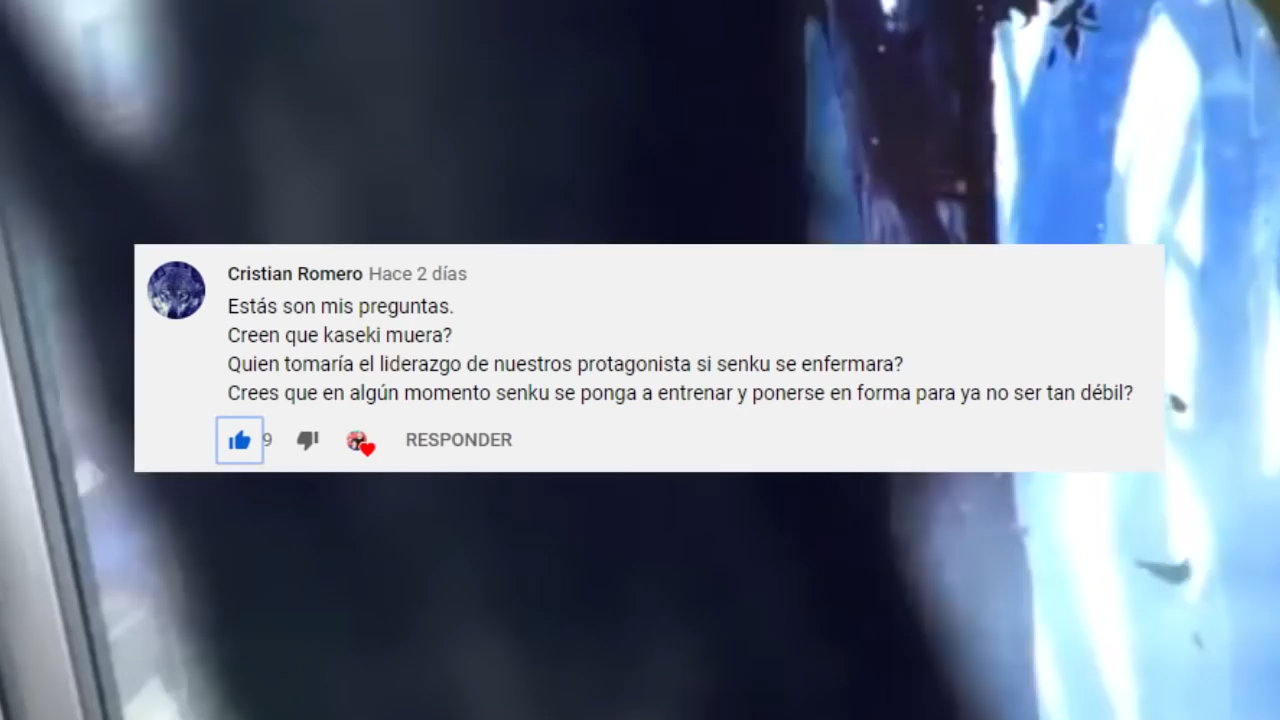 Cristian Romero Hace 2 días
Estás son mis preguntas.
Creen que kaseki muera?
Quien tomaría el liderazgo de nuestros protagonista si senku se enfermara?
Crees que en algún momento senku se ponga a entrenar y ponerse en forma para ya no ser tan débil?
9 RESPONDER